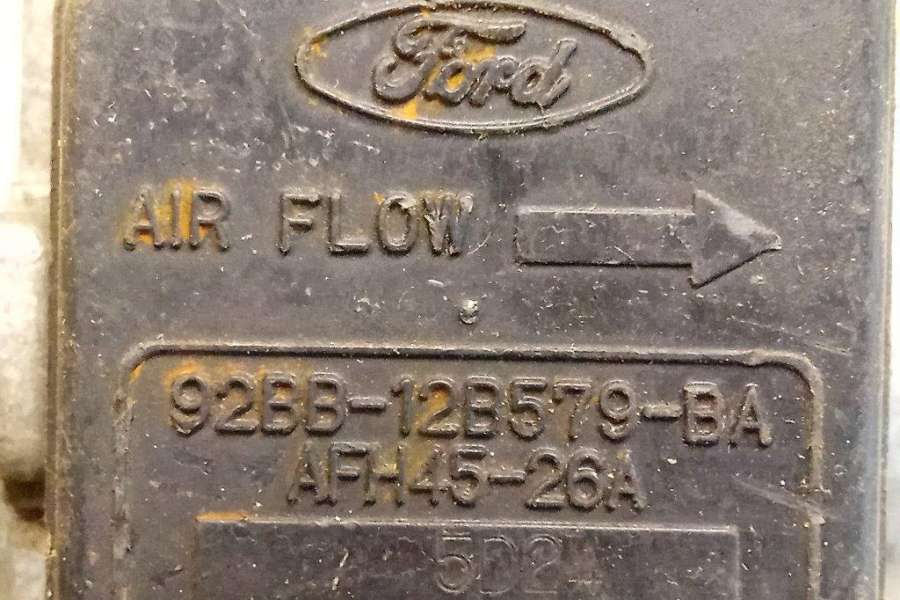 Ford
AIR FLOW
92BB-12B579-BA
AFH45-26A
5D24